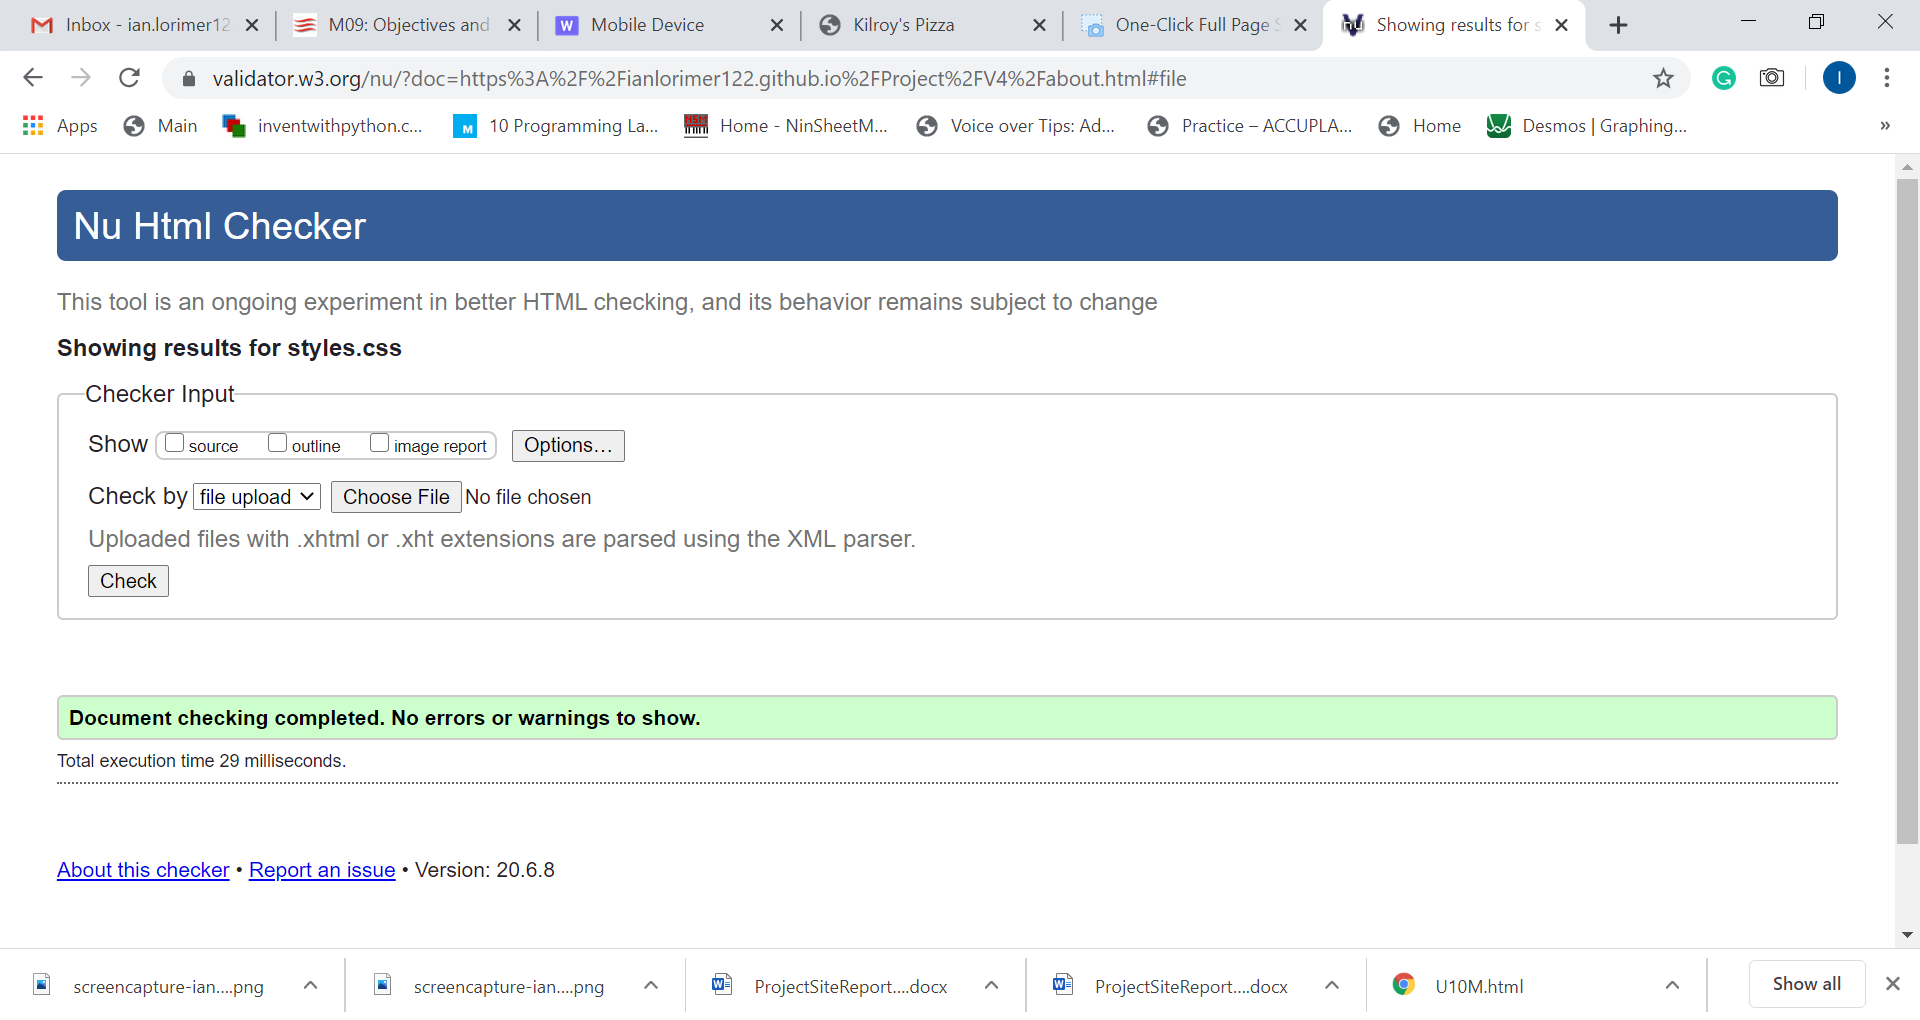 Inbox - ian.lorimer12
M09: Objectives and
Mobile Device
Kilroy's Pizza
One-Click Full Page S
Showing results for s
validator.w3.org/nu/?doc=https%3A%2F%2Fianlorimer122.github.io%2FProject%2FV4%2Fabout.html#file
I
Apps
Main
inventwithpython.c...
10 Programming La...
Home - NinSheetM...
Voice over Tips: Ad...
Practice – ACCUPLA...
Home
Desmos | Graphing...
»
Nu Html Checker
This tool is an ongoing experiment in better HTML checking, and its behavior remains subject to change
Showing results for styles.css
Checker Input
Show source outline image report Options...
Check by file upload Choose File No file chosen
Uploaded files with .xhtml or .xht extensions are parsed using the XML parser.
Check
Document checking completed. No errors or warnings to show.
Total execution time 29 milliseconds.
About this checker • Report an issue • Version: 20.6.8
screencapture-ian....png
screencapture-ian....png
ProjectSiteReport....docx
ProjectSiteReport....docx
U10M.html
Show all